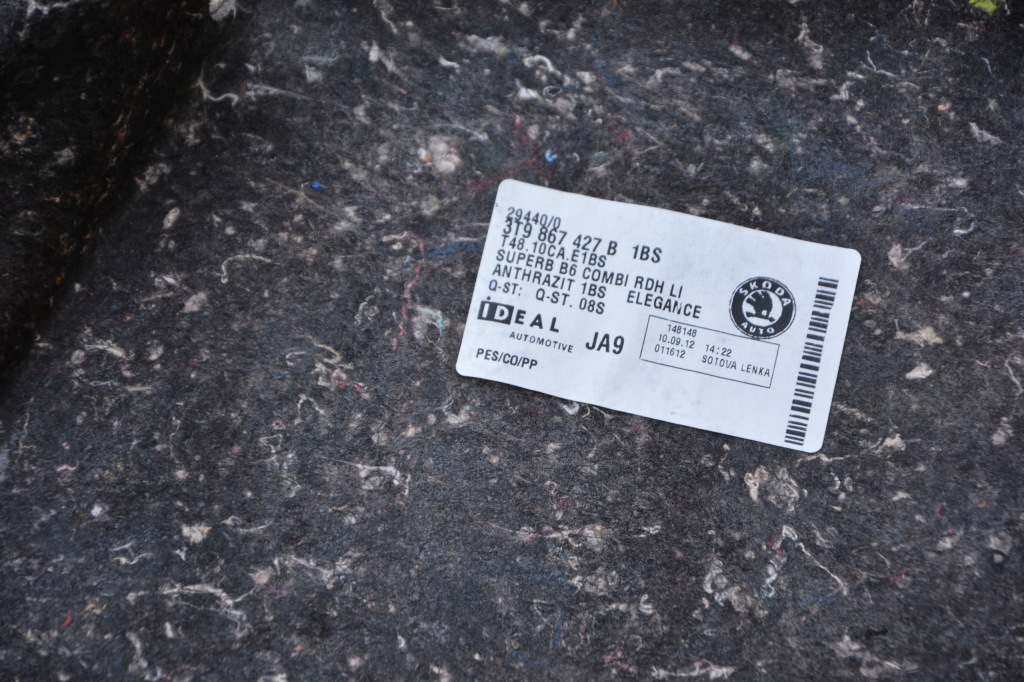 29440/0
3T9 867 427 B 1BS
T48.10CA.E1BS
SUPERB B6 COMBI RDH LI
ANTHRAZIT 1BS ELEGANCE
Q-ST: Q-ST. 08S
iDEAL
AUTOMOTIVE
JA9
PES/CO/PP
SKODA
AUTO
148148
10.09.12 14:22
011612 SOTOVA LENKA